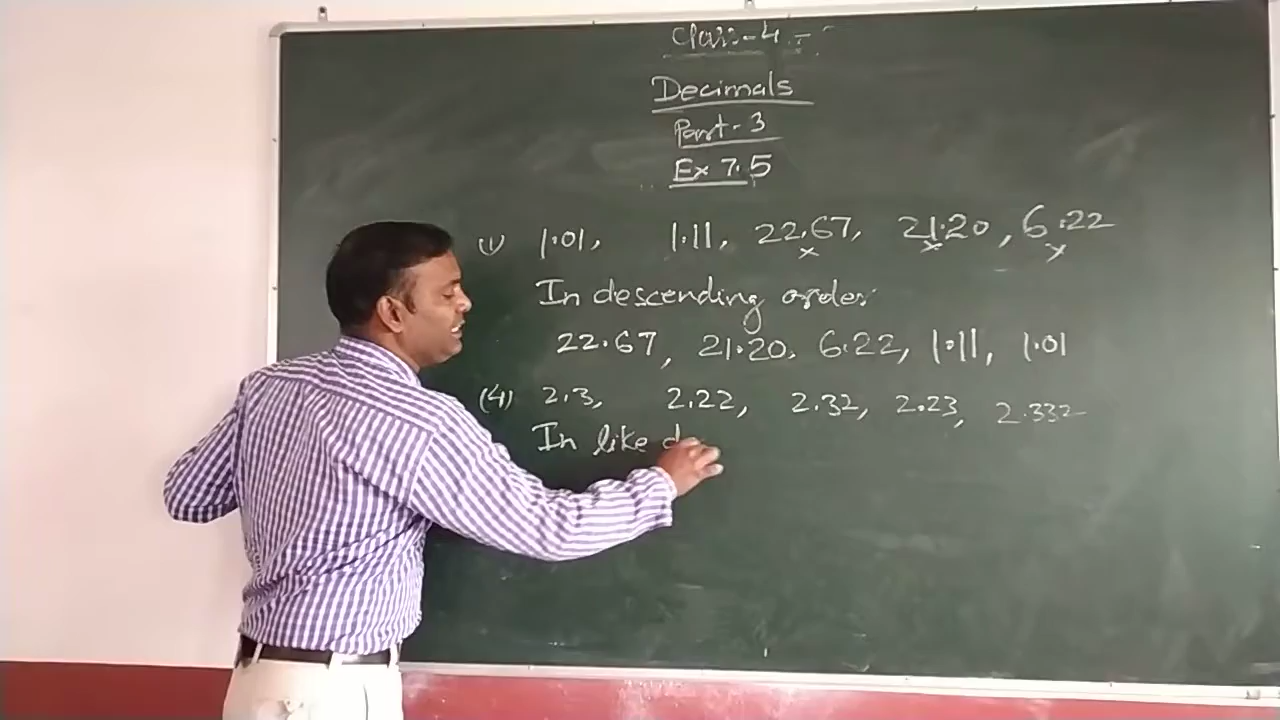 Class-4
Decimals
Part-3
Ex 7.5
(1) 1.01, 1.11, 22.67, 21.20, 6.22
x x x
In descending order
22.67, 21.20, 6.22, 1.11, 1.01
(4) 2.3, 2.22, 2.32, 2.23, 2.332
In like d